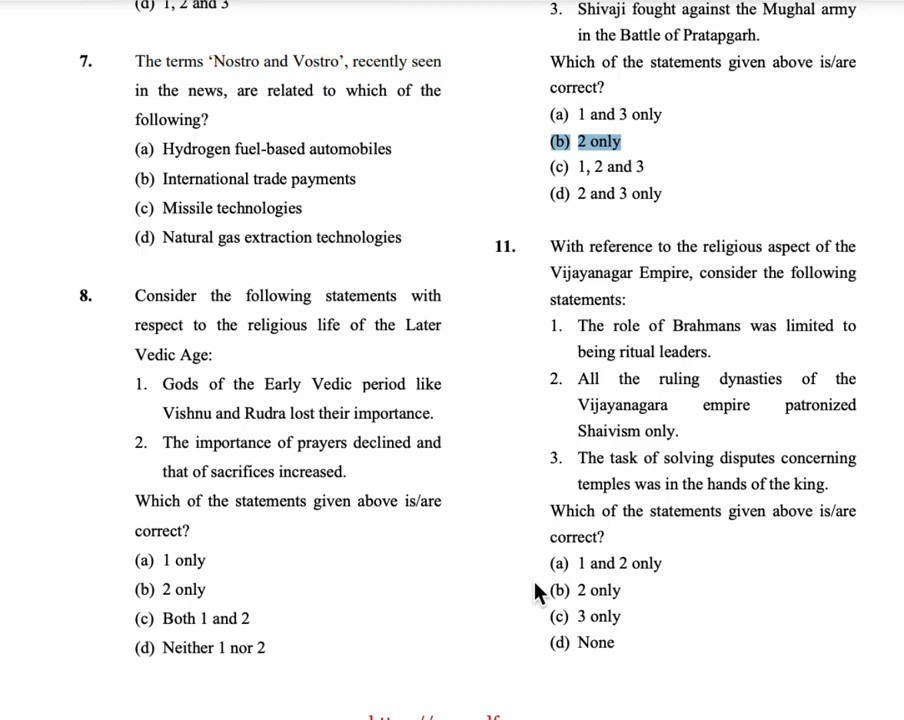 (d) 1, 2 and 3
7. The terms ‘Nostro and Vostro’, recently seen
in the news, are related to which of the
following?
(a) Hydrogen fuel-based automobiles
(b) International trade payments
(c) Missile technologies
(d) Natural gas extraction technologies
8. Consider the following statements with
respect to the religious life of the Later
Vedic Age:
1. Gods of the Early Vedic period like
Vishnu and Rudra lost their importance.
2. The importance of prayers declined and
that of sacrifices increased.
Which of the statements given above is/are
correct?
(a) 1 only
(b) 2 only
(c) Both 1 and 2
(d) Neither 1 nor 2
3. Shivaji fought against the Mughal army
in the Battle of Pratapgarh.
Which of the statements given above is/are
correct?
(a) 1 and 3 only
(b) 2 only
(c) 1, 2 and 3
(d) 2 and 3 only
11. With reference to the religious aspect of the
Vijayanagar Empire, consider the following
statements:
1. The role of Brahmans was limited to
being ritual leaders.
2. All the ruling dynasties of the
Vijayanagara empire patronized
Shaivism only.
3. The task of solving disputes concerning
temples was in the hands of the king.
Which of the statements given above is/are
correct?
(a) 1 and 2 only
(b) 2 only
(c) 3 only
(d) None